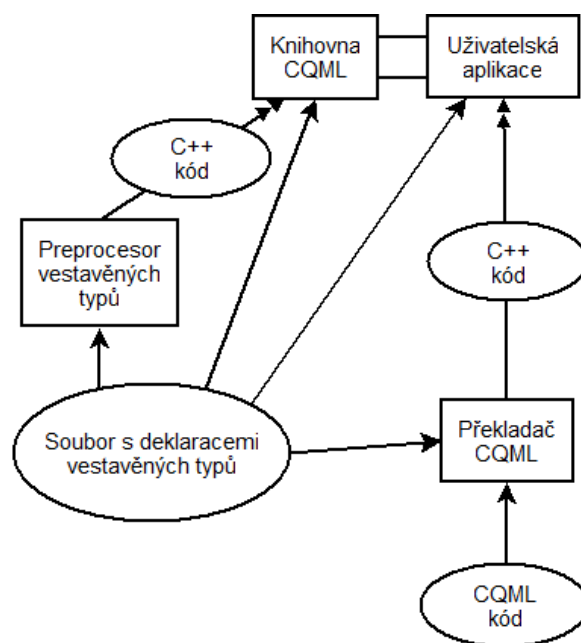 Knihovna
CQML
Uživatelská
aplikace
C++
kód
Preprocesor
vestavěných
typů
C++
kód
Soubor s deklaracemi
vestavěných typů
Překladač
CQML
CQML
kód